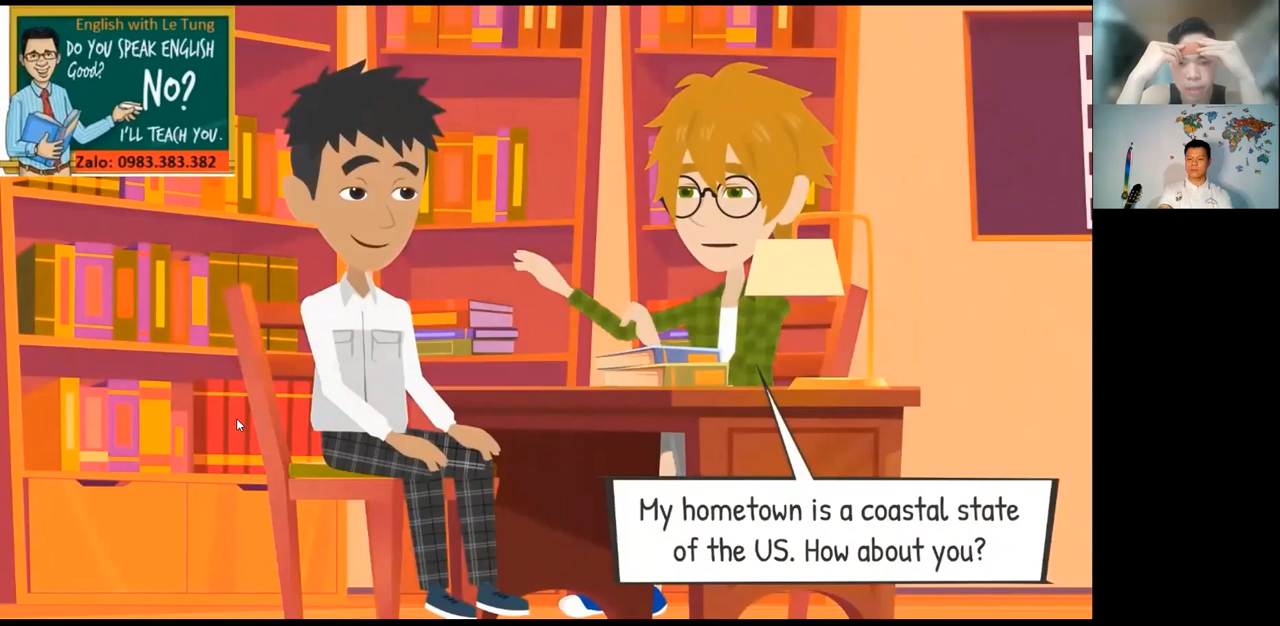 English with Le Tung
DO YOU SPEAK ENGLISH
Good?
NO?
I'LL TEACH YOU.
Zalo: 0983.383.382
My hometown is a coastal state
of the US. How about you?